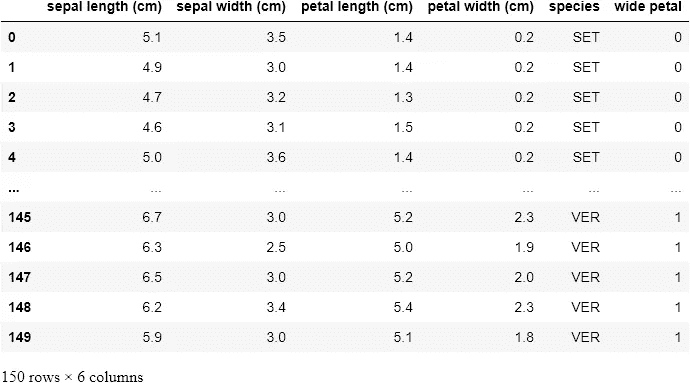 sepal length (cm) sepal width (cm) petal length (cm) petal width (cm) species wide petal
0 5.1 3.5 1.4 0.2 SET 0
1 4.9 3.0 1.4 0.2 SET 0
2 4.7 3.2 1.3 0.2 SET 0
3 4.6 3.1 1.5 0.2 SET 0
4 5.0 3.6 1.4 0.2 SET 0
... ... ... ... ... ... ...
145 6.7 3.0 5.2 2.3 VER 1
146 6.3 2.5 5.0 1.9 VER 1
147 6.5 3.0 5.2 2.0 VER 1
148 6.2 3.4 5.4 2.3 VER 1
149 5.9 3.0 5.1 1.8 VER 1
150 rows × 6 columns